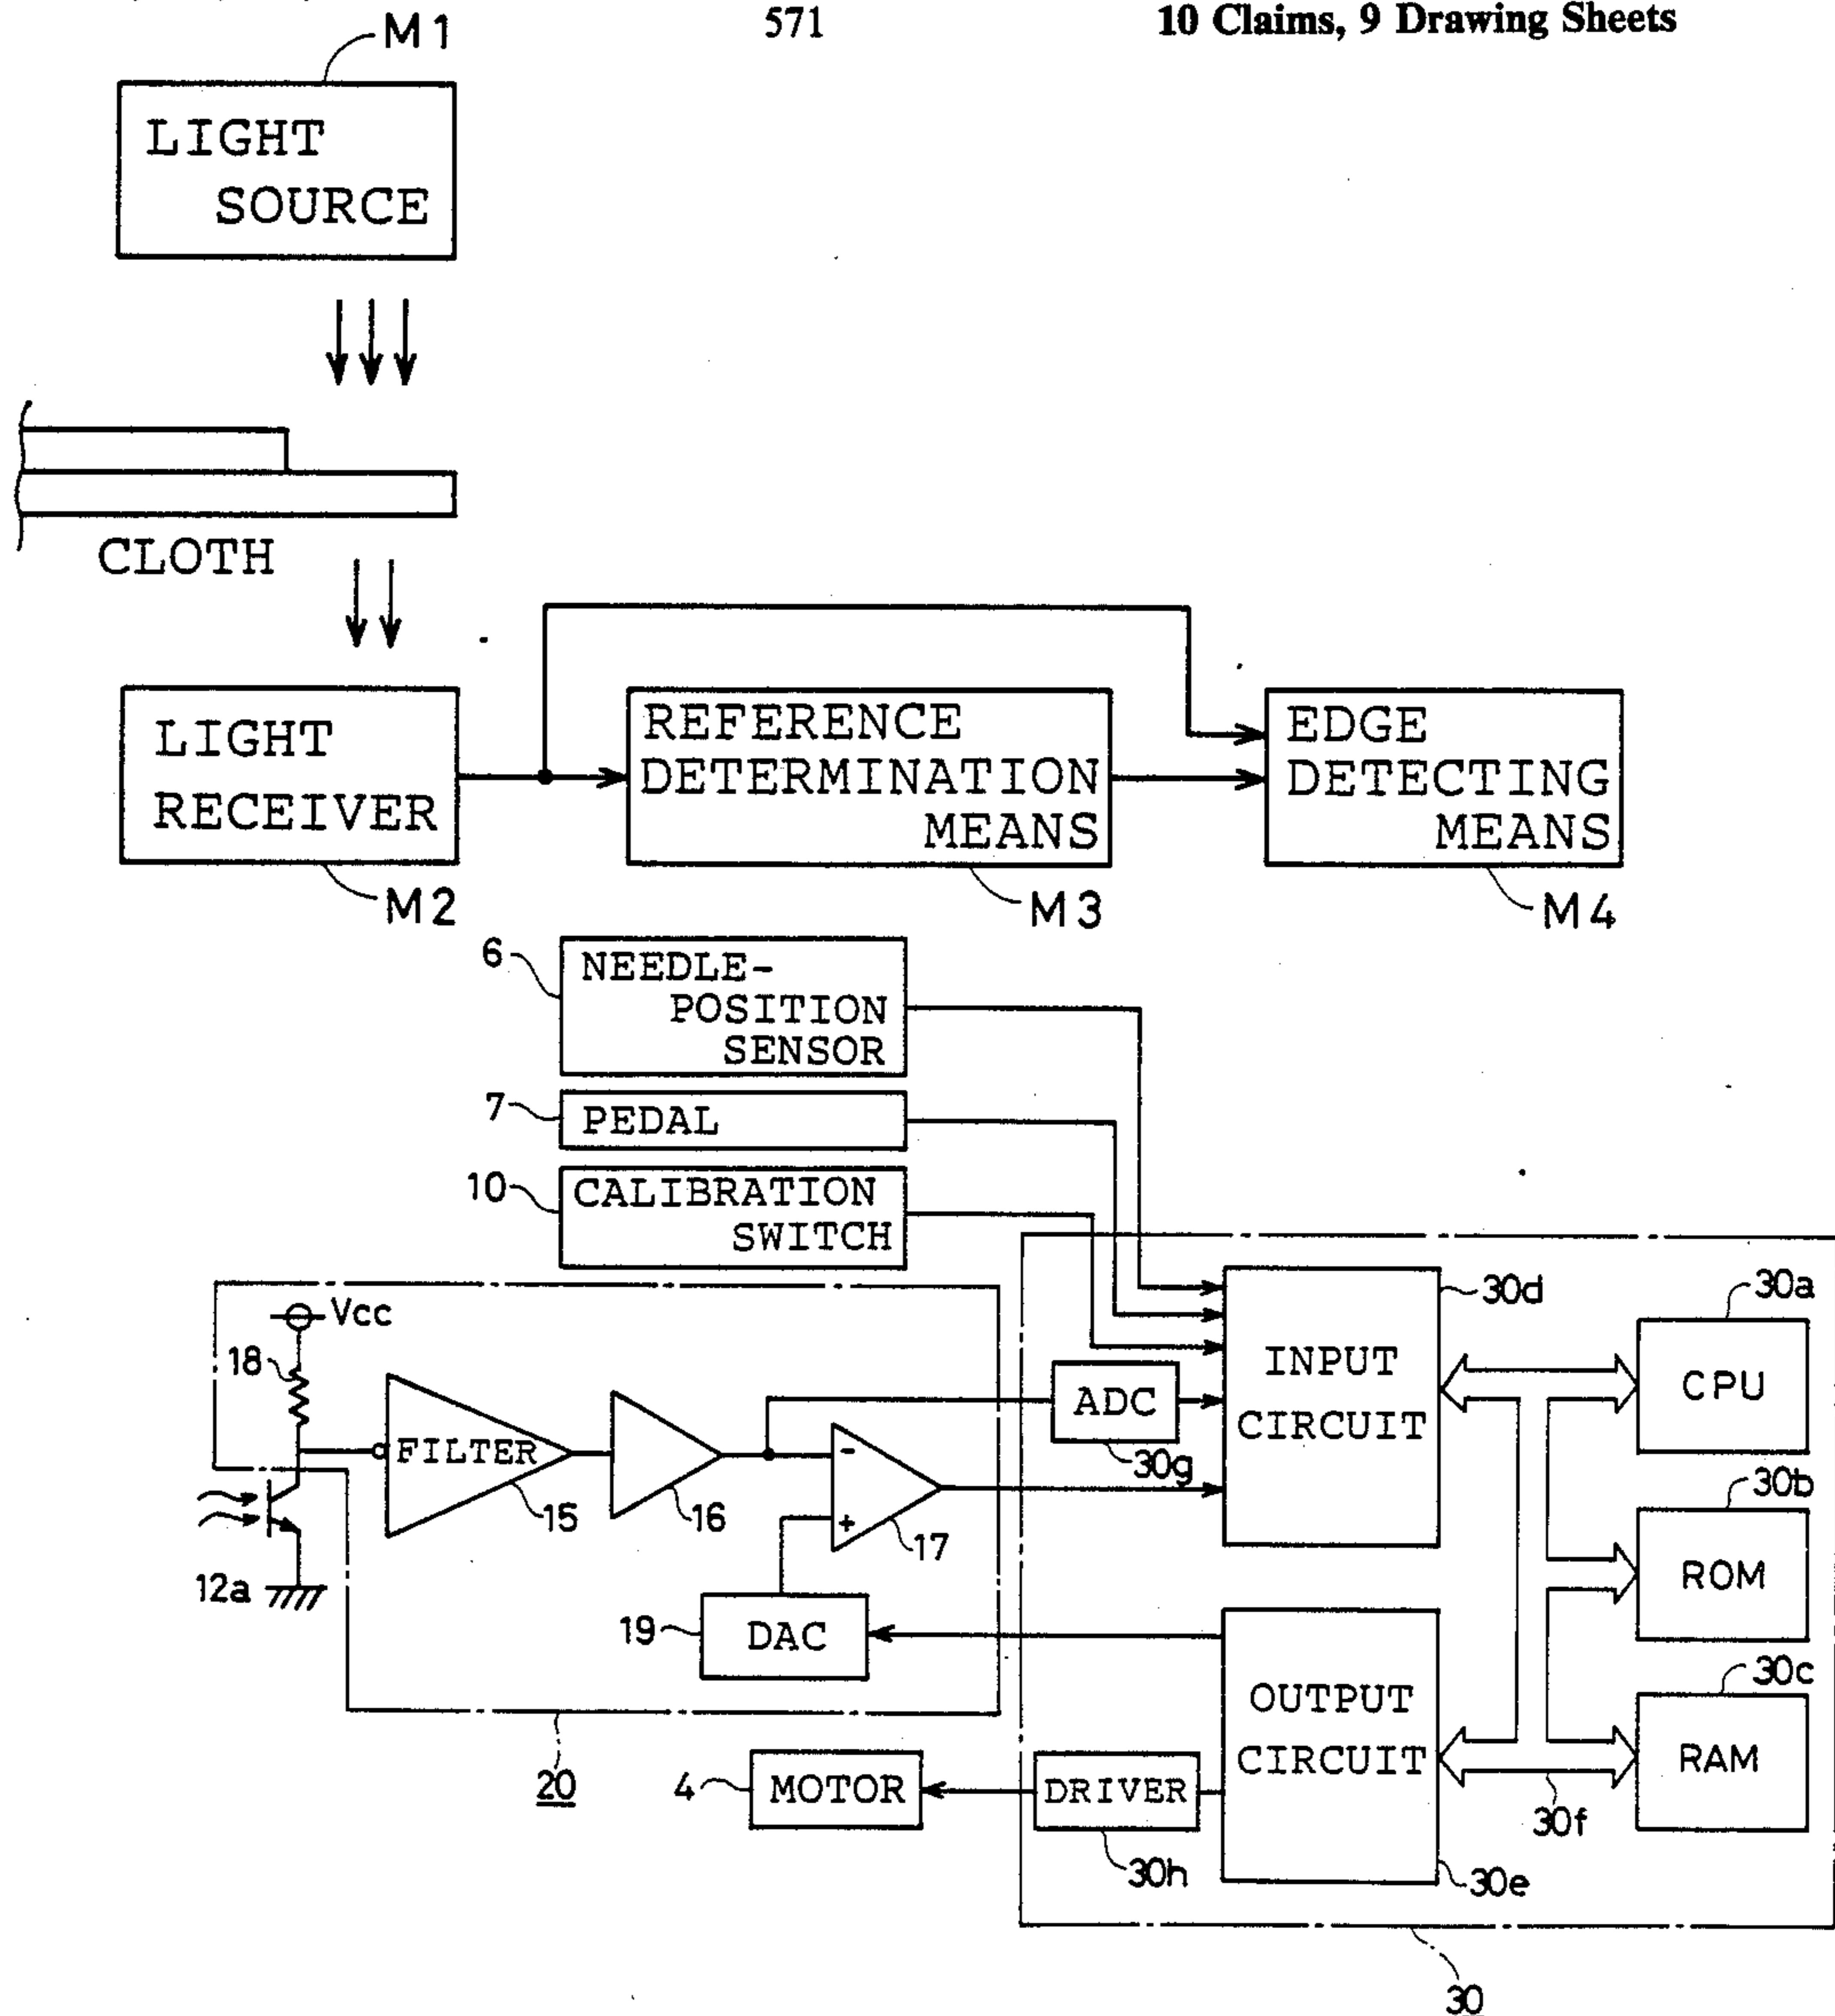 571
10 Claims, 9 Drawing Sheets
M1
LIGHT
SOURCE
CLOTH
LIGHT
RECEIVER
M2
REFERENCE
DETERMINATION
MEANS
M3
EDGE
DETECTING
MEANS
M4
6
NEEDLE-
POSITION
SENSOR
7
PEDAL
10
CALIBRATION
SWITCH
Vcc
18
12a
FILTER
15
16
-
+
17
19
DAC
20
ADC
30g
INPUT
CIRCUIT
30d
CPU
30a
ROM
30b
RAM
30c
OUTPUT
CIRCUIT
30e
30f
4
MOTOR
DRIVER
30h
30